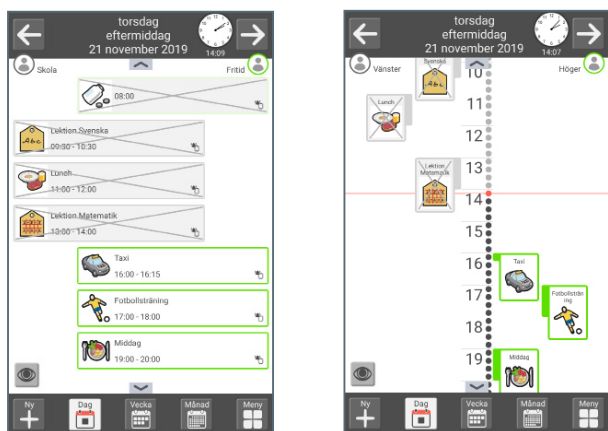 torsdag
eftermiddag
21 november 2019
14:09
Skola
Fritid
08:00
Lektion Svenska
09:30 - 10:30
Lunch
11:00 - 12:00
Lektion Matematik
13:00 - 14:00
Taxi
16:00 - 16:15
Fotbollsträning
17:00 - 18:00
Middag
19:00 - 20:00
Ny
Dag
Vecka
Månad
Meny
torsdag
eftermiddag
21 november 2019
14:07
Vänster
Höger
Svenska
Abc
10
Lunch
11
12
Lektion
Matematik
13
14
15
16
Taxi
17
Fotbollsträn
ing
18
19
Middag
Ny
Dag
Vecka
Månad
Meny